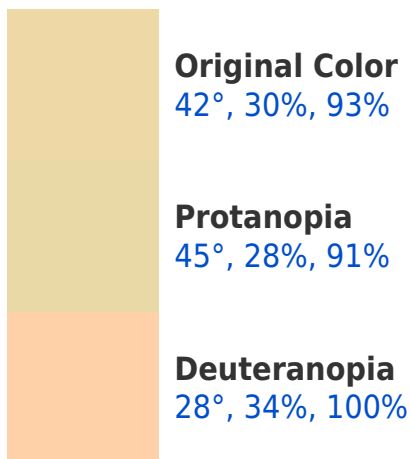 Original Color
42°, 30%, 93%
Protanopia
45°, 28%, 91%
Deuteranopia
28°, 34%, 100%